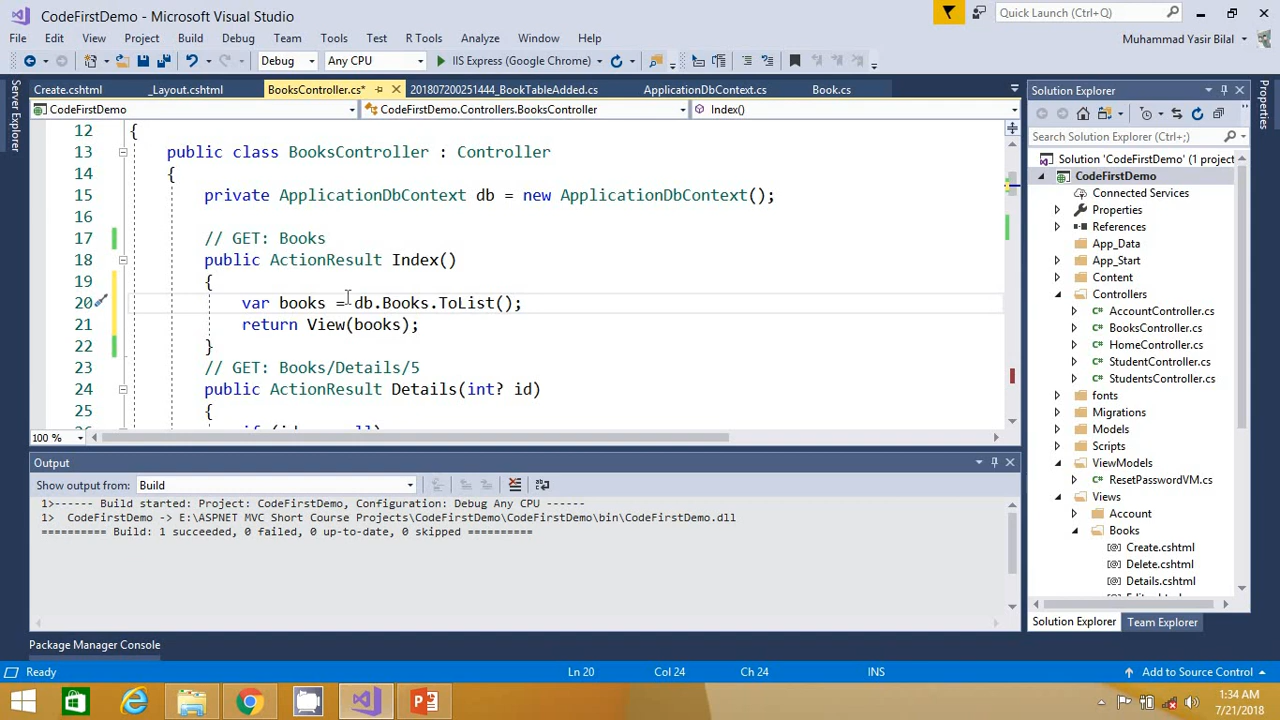 CodeFirstDemo - Microsoft Visual Studio
Quick Launch (Ctrl+Q)
File Edit View Project Build Debug Team Tools Test R Tools Analyze Window Help
Muhammad Yasir Bilal
Debug Any CPU IIS Express (Google Chrome)
Create.cshtml _Layout.cshtml BooksController.cs* 201807200251444_BookTableAdded.cs ApplicationDbContext.cs Book.cs
CodeFirstDemo CodeFirstDemo.Controllers.BooksController Index()
12 {
13 public class BooksController : Controller
14 {
15 private ApplicationDbContext db = new ApplicationDbContext();
16
17 // GET: Books
18 public ActionResult Index()
19 {
20 var books = db.Books.ToList();
21 return View(books);
22 }
23 // GET: Books/Details/5
24 public ActionResult Details(int? id)
25 {
100 %
Output
Show output from: Build
1>------ Build started: Project: CodeFirstDemo, Configuration: Debug Any CPU ------
1> CodeFirstDemo -> E:\ASPNET MVC Short Course Projects\CodeFirstDemo\CodeFirstDemo\bin\CodeFirstDemo.dll
========== Build: 1 succeeded, 0 failed, 0 up-to-date, 0 skipped ==========
Package Manager Console
Server Explorer
Solution Explorer
Search Solution Explorer (Ctrl+;)
Solution 'CodeFirstDemo' (1 project
CodeFirstDemo
Connected Services
Properties
References
App_Data
App_Start
Content
Controllers
AccountController.cs
BooksController.cs
HomeController.cs
StudentController.cs
StudentsController.cs
fonts
Migrations
Models
Scripts
ViewModels
ResetPasswordVM.cs
Views
Account
Books
Create.cshtml
Delete.cshtml
Details.cshtml
Solution Explorer Team Explorer
Properties
Ready Ln 20 Col 24 Ch 24 INS Add to Source Control
1:34 AM
7/21/2018